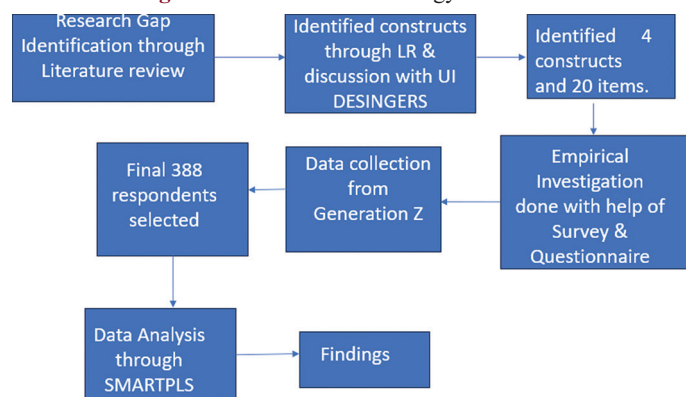 Research Gap
Identification through
Literature review
Identified constructs
through LR &
discussion with UI
DESINGERS
Identified 4
constructs
and 20 items.
Empirical
Investigation
done with help of
Survey &
Questionnaire
Data collection
from
Generation Z
Final 388
respondents
selected
Data Analysis
through
SMARTPLS
Findings